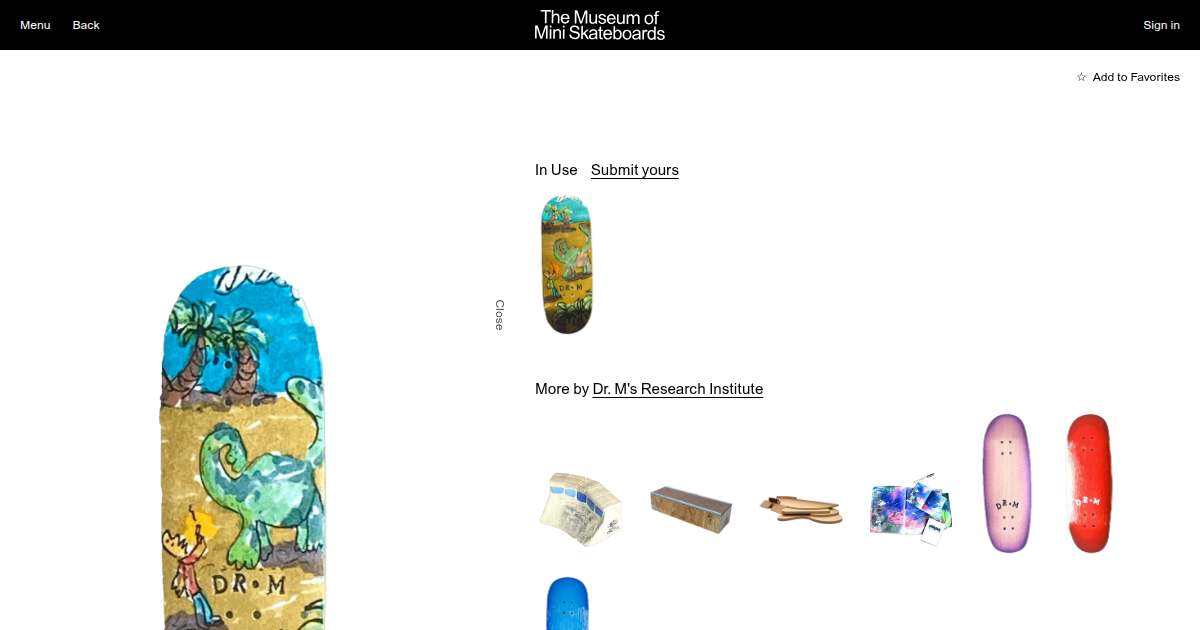 Menu
Back
The Museum of
Mini Skateboards
Sign in
☆ Add to Favorites
In Use
Submit yours
DR•M
Close
More by Dr. M's Research Institute
DR•M
DR•M
DR•M